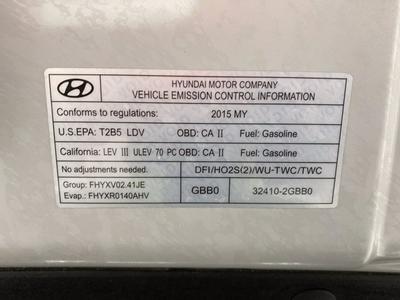 HYUNDAI MOTOR COMPANY
VEHICLE EMISSION CONTROL INFORMATION
Conforms to regulations: 2015 MY
U.S.EPA: T2B5 LDV OBD: CA II Fuel: Gasoline
California: LEV III ULEV 70 PC OBD: CA II Fuel: Gasoline
No adjustments needed. DFI/HO2S(2)/WU-TWC/TWC
Group: FHYXV02.41JE
Evap.: FHYXR0140AHV
GBB0 32410-2GBB0